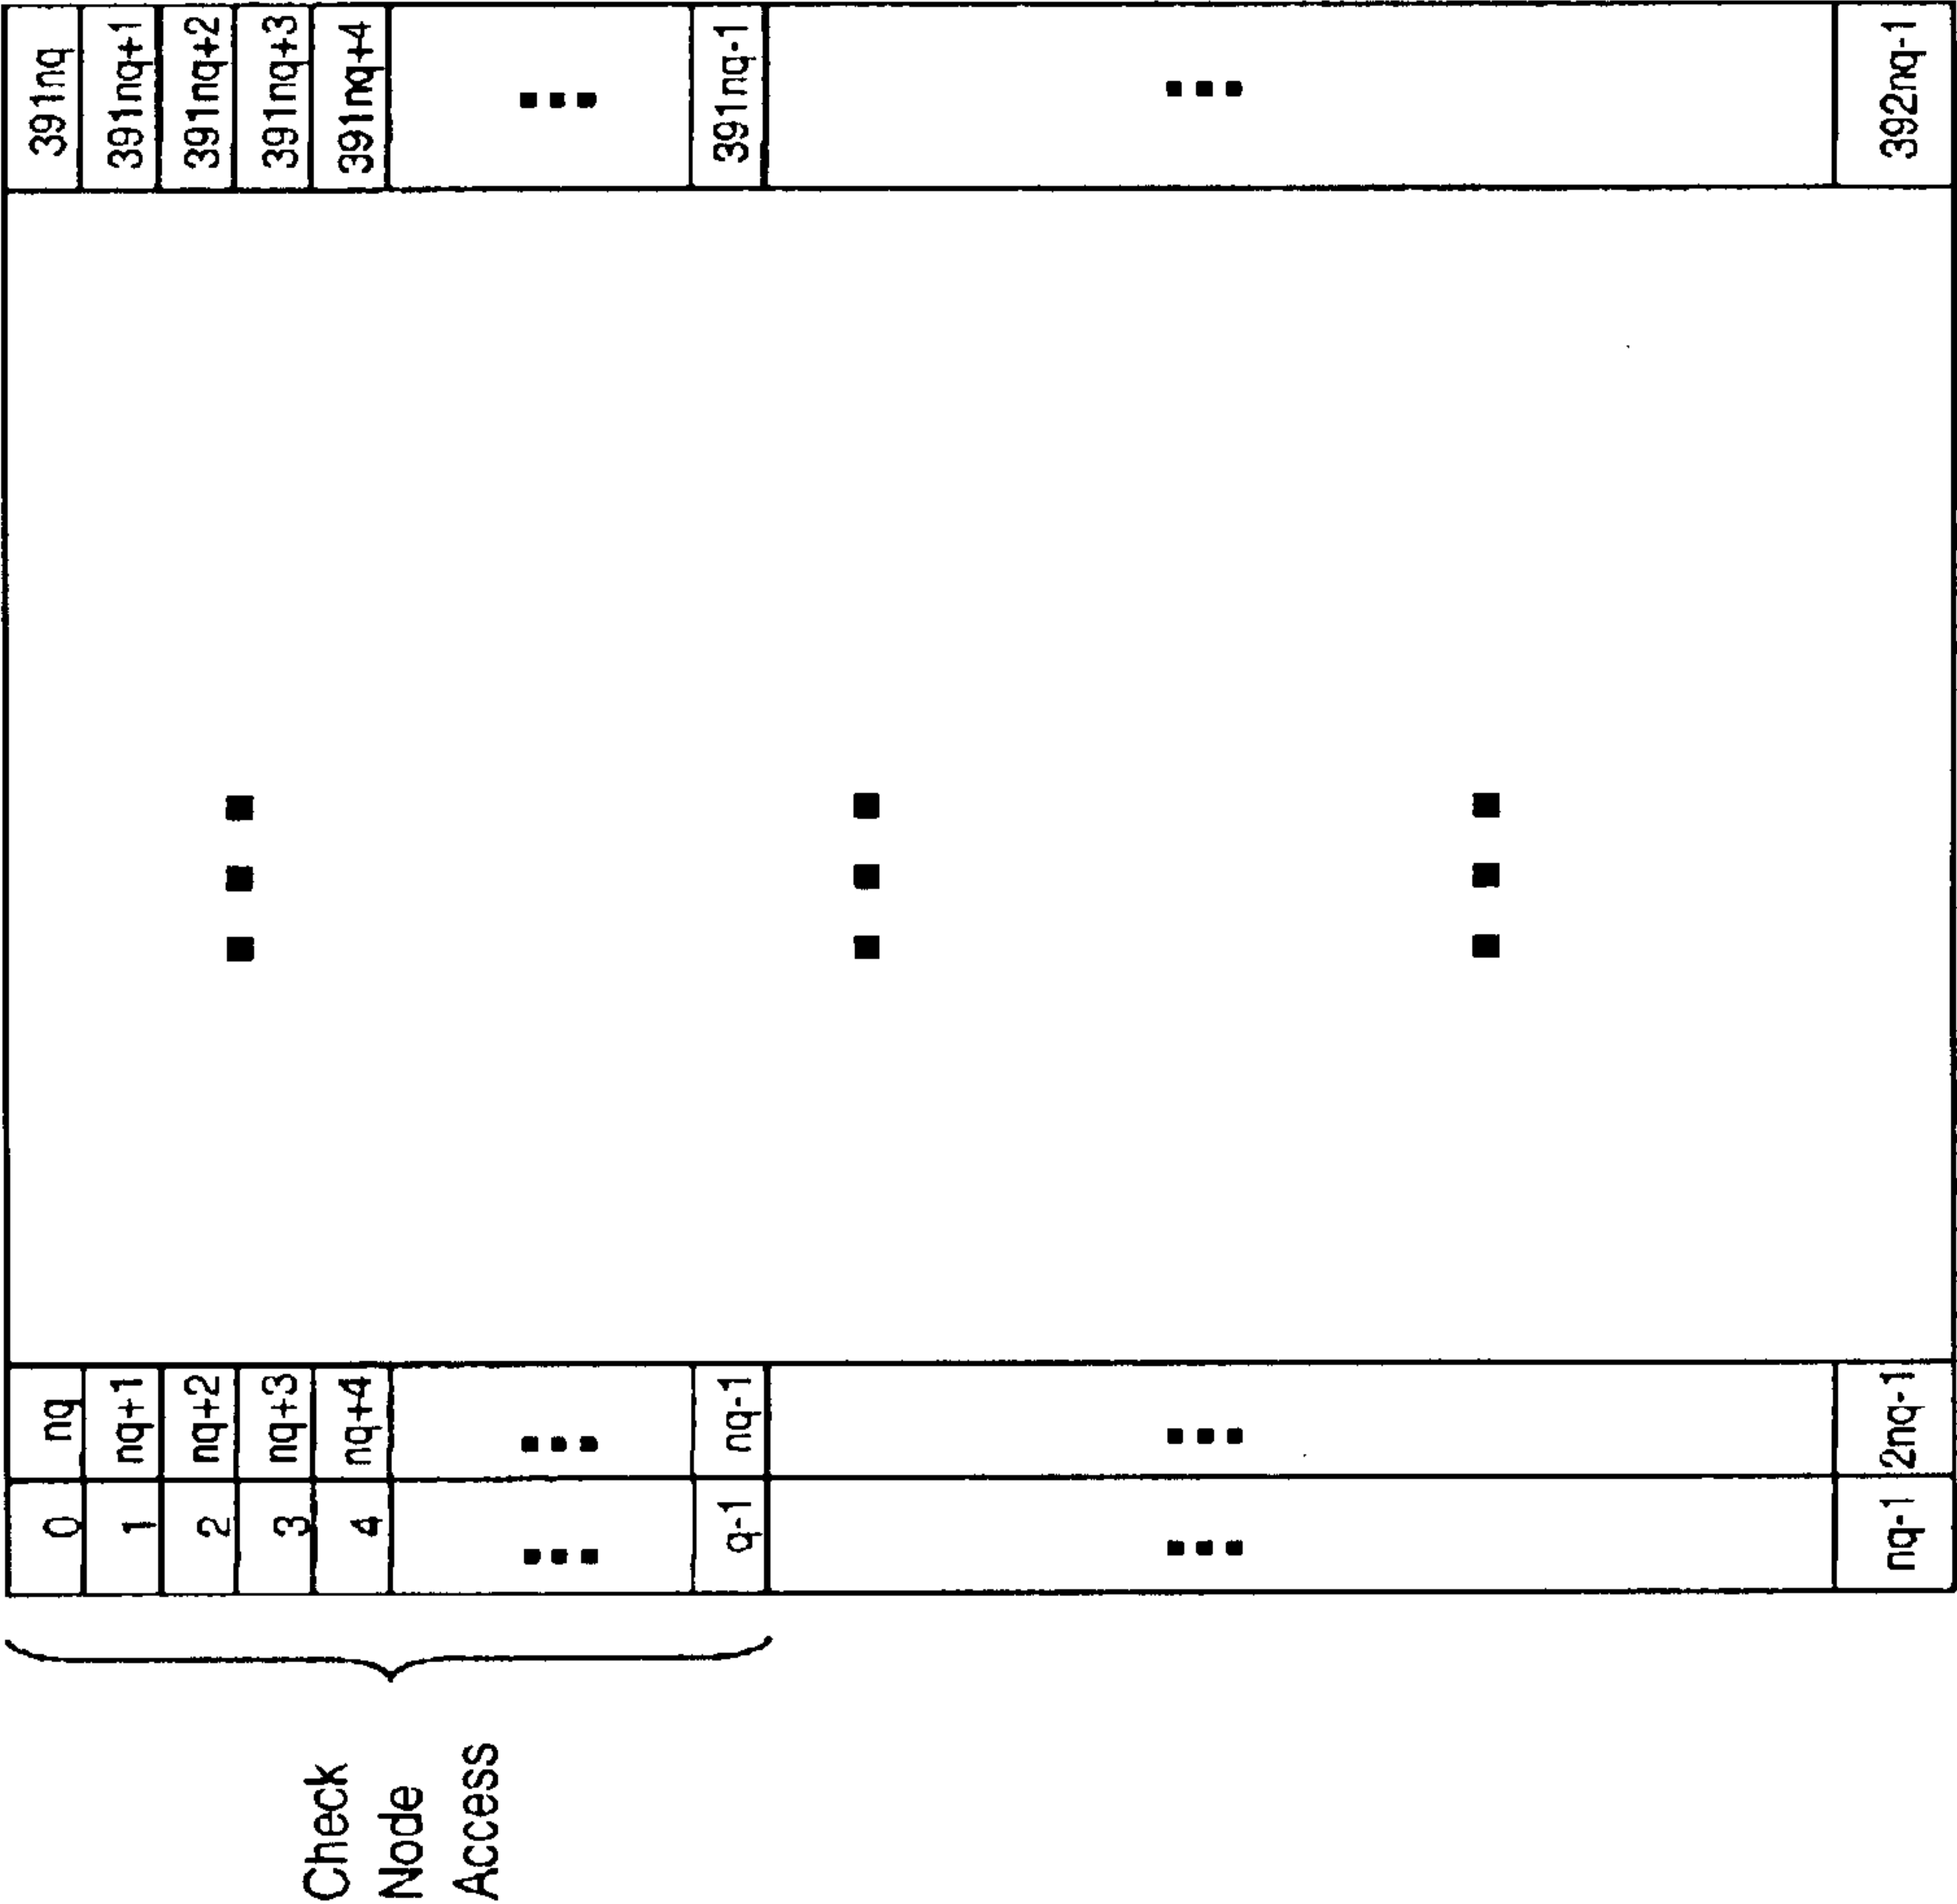 Check
Node
Access
0 nq 391nq
1 nq+1 391nq+1
2 nq+2 391nq+2
3 nq+3 391nq+3
4 nq+4 391nq+4
q-1 nq-1 391nq-1
nq-1 2nq-1 392nq-1